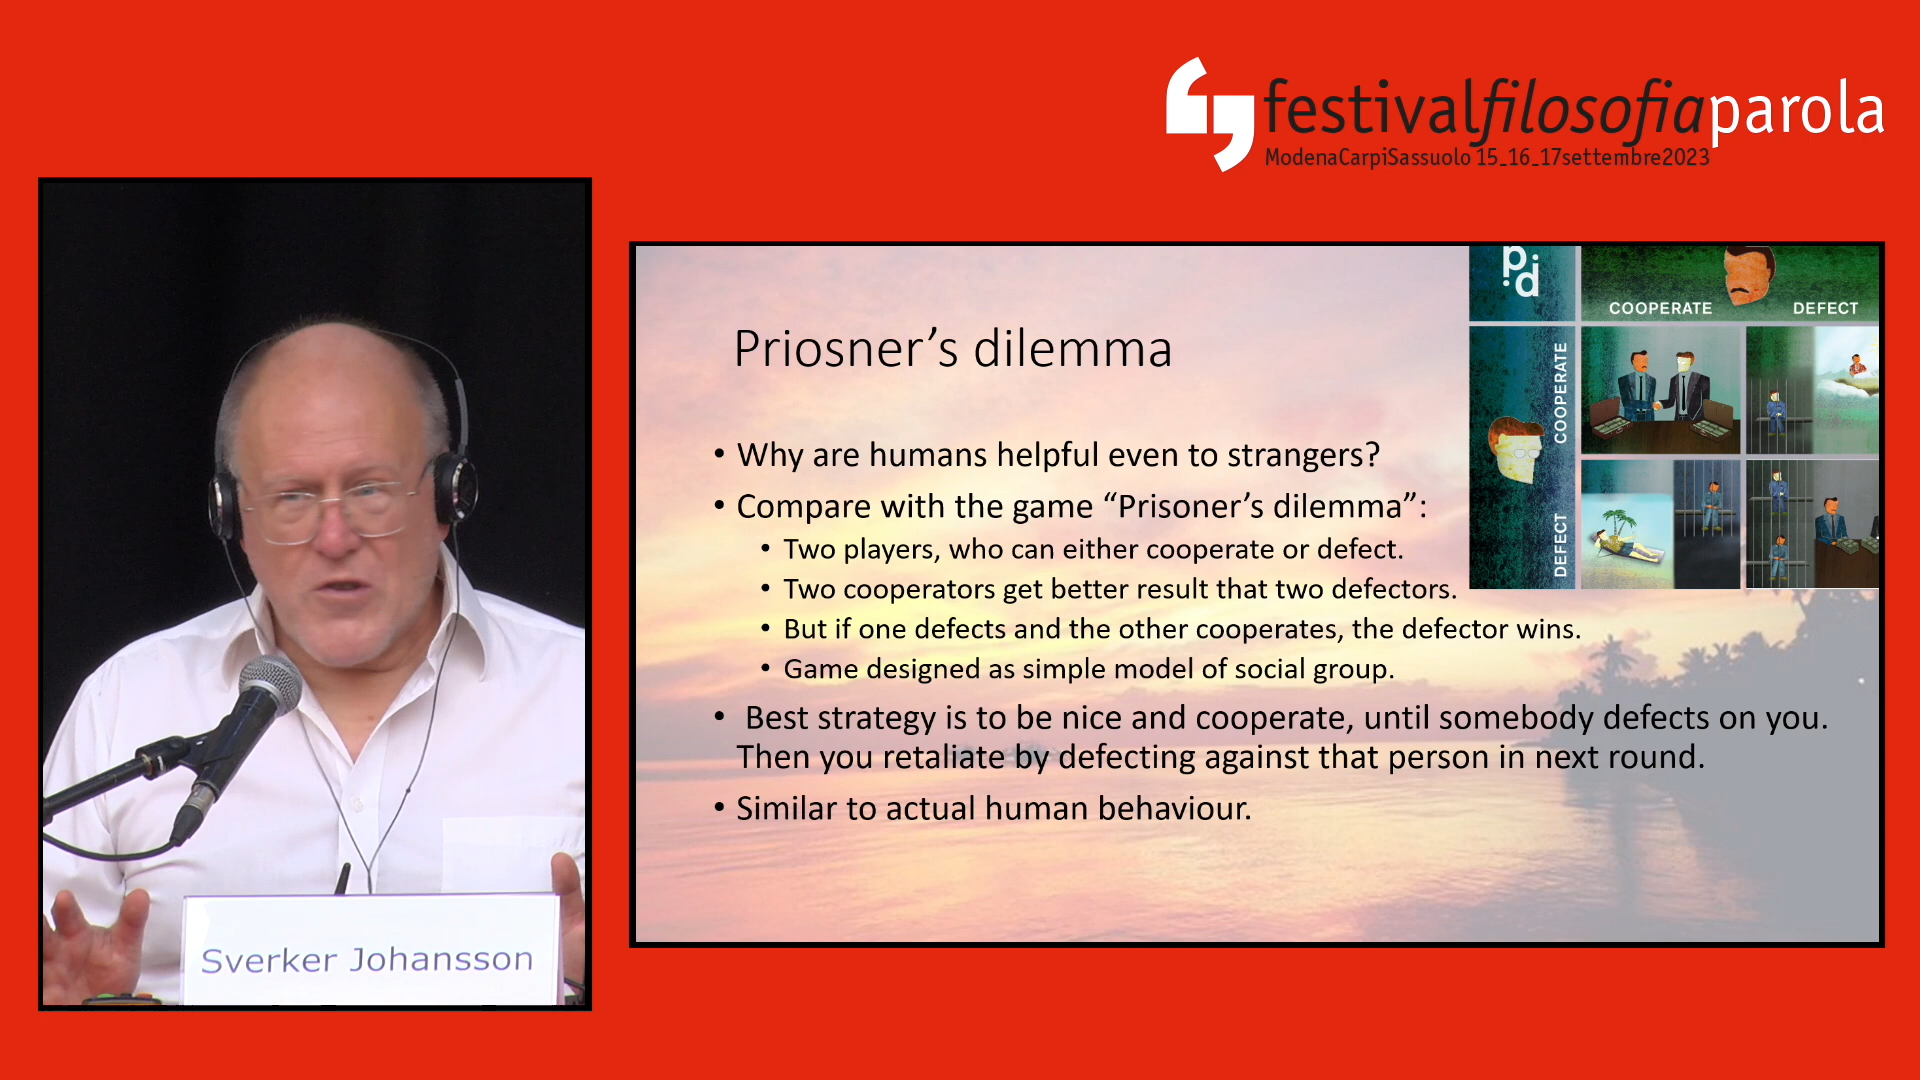 festivalfilosofiaparola
ModenaCarpiSassuolo 15_16_17settembre2023
p.
.d
COOPERATE DEFECT
COOPERATE
DEFECT
Priosner’s dilemma
• Why are humans helpful even to strangers?
• Compare with the game “Prisoner’s dilemma”:
• Two players, who can either cooperate or defect.
• Two cooperators get better result that two defectors.
• But if one defects and the other cooperates, the defector wins.
• Game designed as simple model of social group.
• Best strategy is to be nice and cooperate, until somebody defects on you.
Then you retaliate by defecting against that person in next round.
• Similar to actual human behaviour.
Sverker Johansson